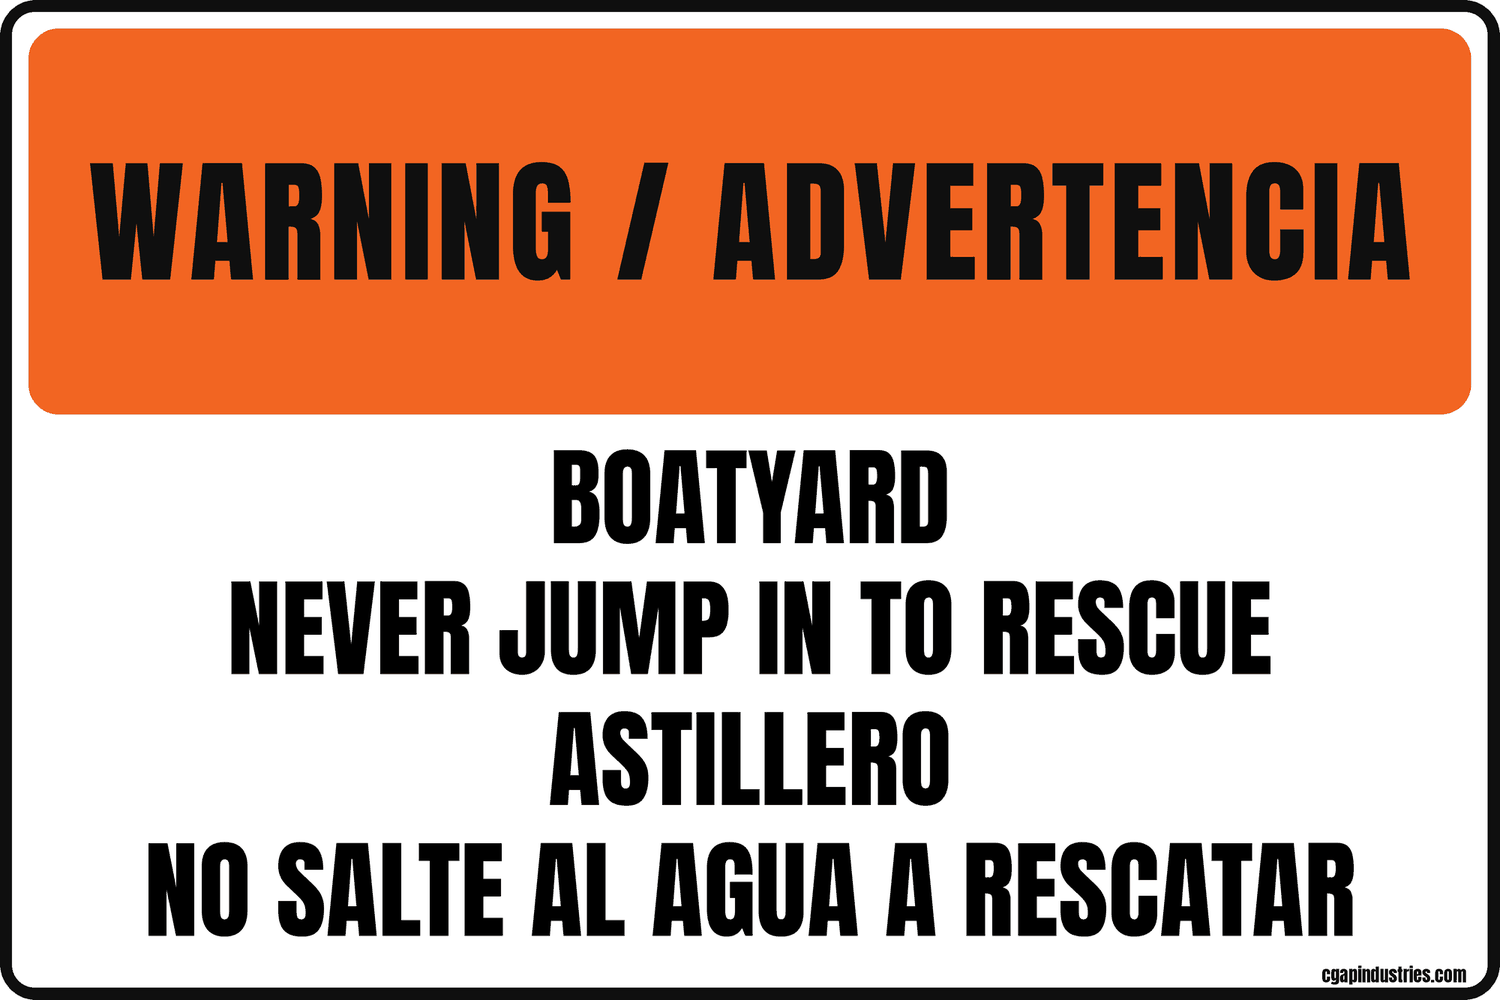 WARNING / ADVERTENCIA
BOATYARD
NEVER JUMP IN TO RESCUE
ASTILLERO
NO SALTE AL AGUA A RESCATAR
cgapindustries.com